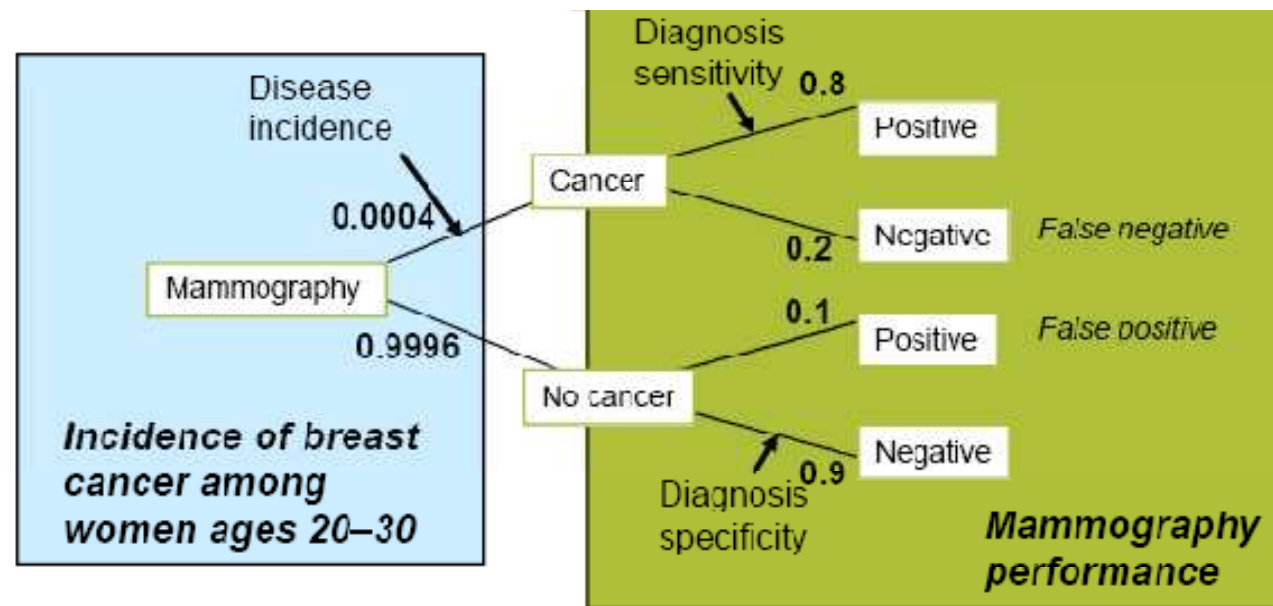 Diagnosis
sensitivity
0.8
Disease
incidence
Positive
Cancer
0.0004
Negative
False negative
0.2
Mammography
0.1
Positive
False positive
0.9996
No cancer
Incidence of breast
cancer among
women ages 20–30
Negative
0.9
Diagnosis
specificity
Mammography
performance